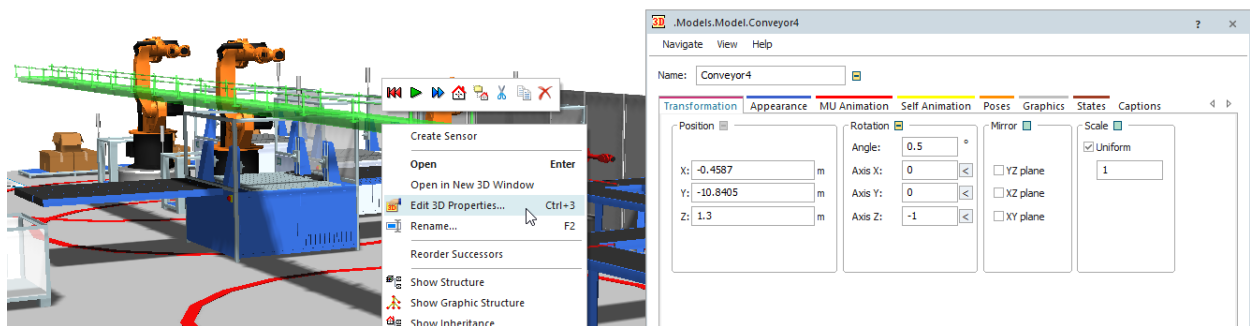 Create Sensor
Open Enter
Open in New 3D Window
Edit 3D Properties... Ctrl+3
Rename... F2
Reorder Successors
Show Structure
Show Graphic Structure
Show Inheritance
3D .Models.Model.Conveyor4 ? ×
Navigate View Help
Name: Conveyor4
Transformation Appearance MU Animation Self Animation Poses Graphics States Captions
Position Rotation Mirror Scale
Angle: 0.5 ° Uniform
X: -0.4587 m Axis X: 0 < YZ plane 1
Y: -10.8405 m Axis Y: 0 < XZ plane
Z: 1.3 m Axis Z: -1 < XY plane